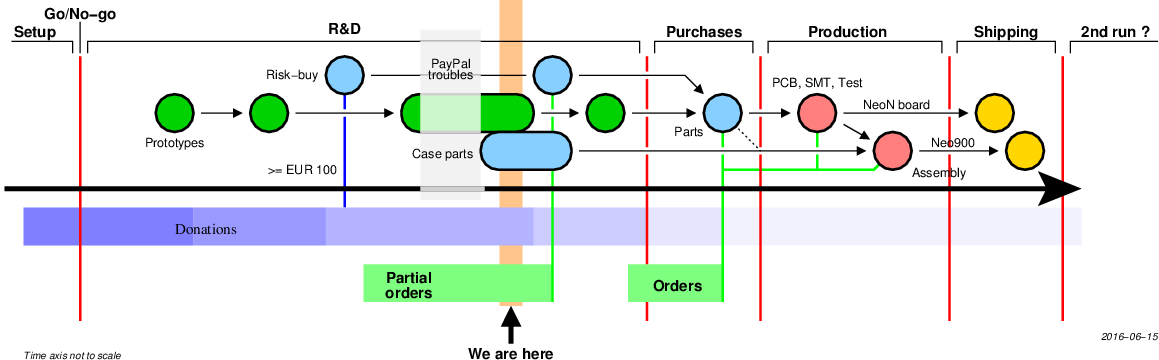 Go/No−go
Setup
R&D
Purchases
Production
Shipping
2nd run ?
Risk−buy
PayPal
troubles
PCB, SMT, Test
NeoN board
Prototypes
Parts
Case parts
Neo900
>= EUR 100
Assembly
Donations
Partial
orders
Orders
We are here
2016−06−15
Time axis not to scale